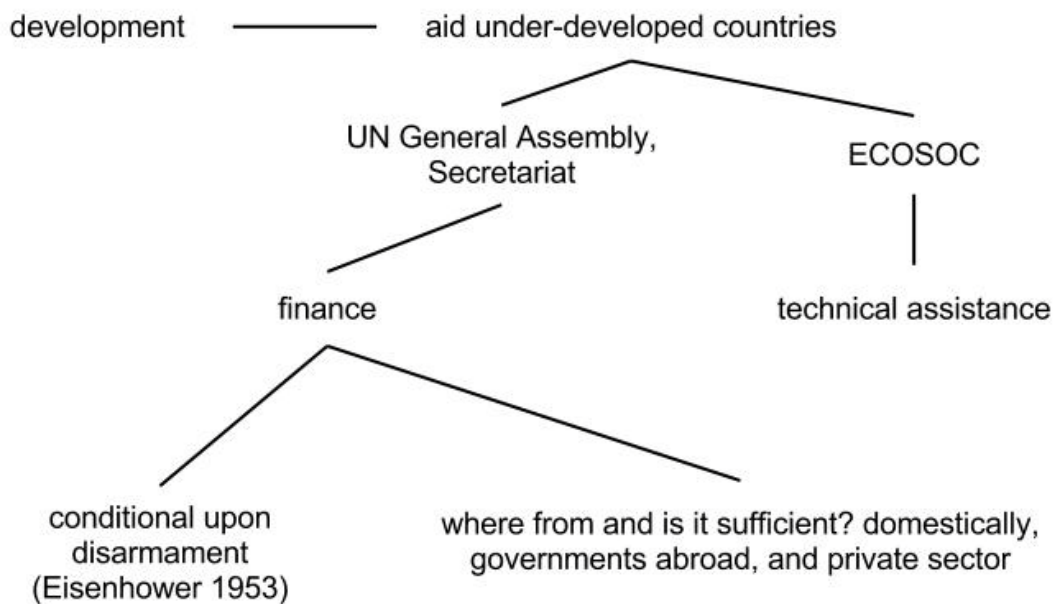 development
aid under-developed countries
UN General Assembly,
Secretariat
ECOSOC
finance
technical assistance
conditional upon
disarmament
(Eisenhower 1953)
where from and is it sufficient? domestically,
governments abroad, and private sector